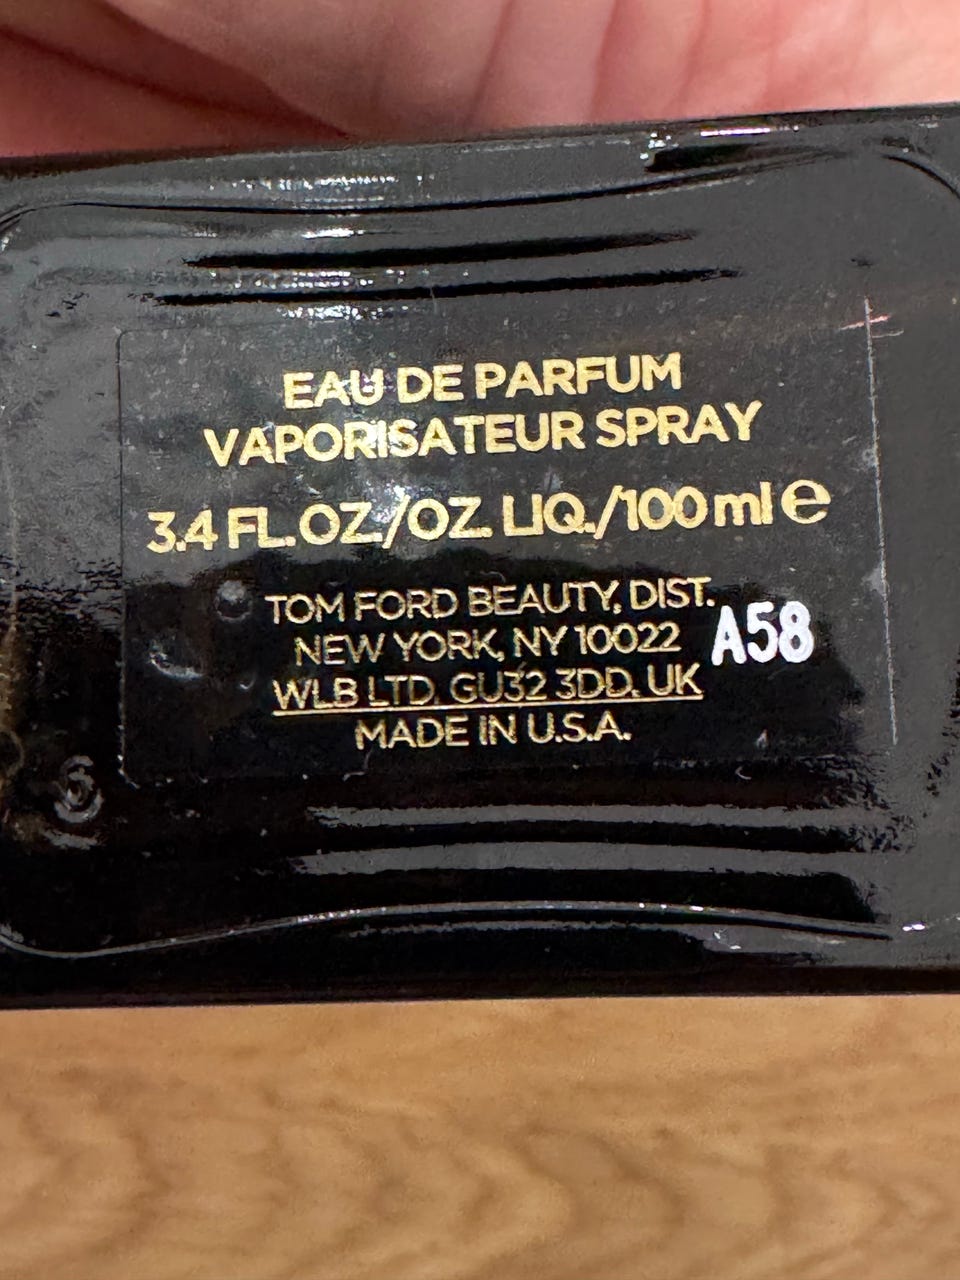 EAU DE PARFUM
VAPORISATEUR SPRAY
3.4 FL.OZ./OZ. LIQ./100 ml ℮
TOM FORD BEAUTY, DIST.
NEW YORK, NY 10022
A58
WLB LTD. GU32 3DD. UK
MADE IN U.S.A.